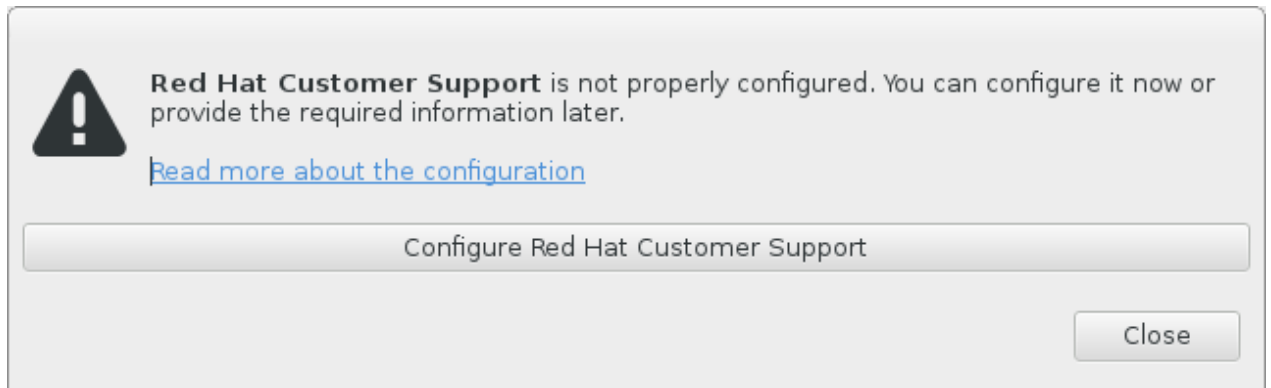 Red Hat Customer Support is not properly configured. You can configure it now or
provide the required information later.
Read more about the configuration
Configure Red Hat Customer Support
Close